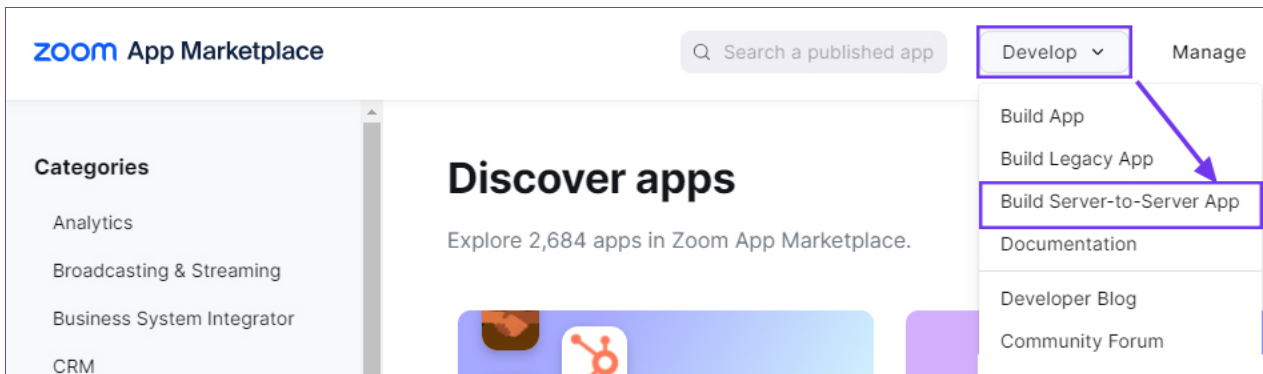 zoom App Marketplace
Search a published app
Develop
Manage
Categories
Analytics
Broadcasting & Streaming
Business System Integrator
CRM
Discover apps
Explore 2,684 apps in Zoom App Marketplace.
Build App
Build Legacy App
Build Server-to-Server App
Documentation
Developer Blog
Community Forum